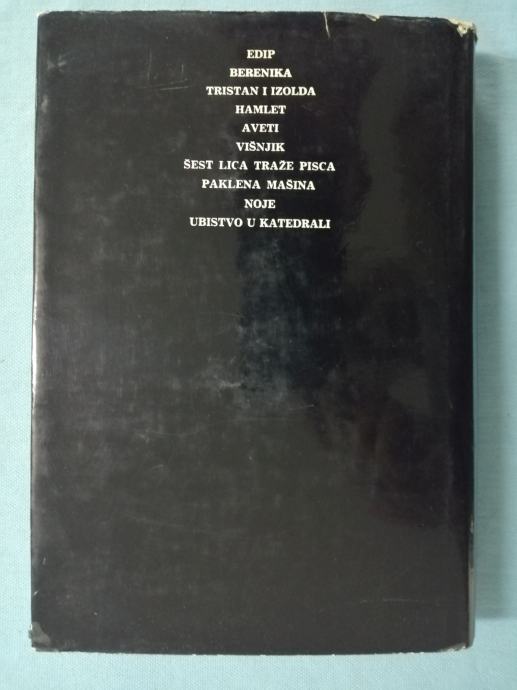 EDIP
BERENIKA
TRISTAN I IZOLDA
HAMLET
AVETI
VIŠNJIK
ŠEST LICA TRAŽE PISCA
PAKLENA MAŠINA
NOJE
UBISTVO U KATEDRALI